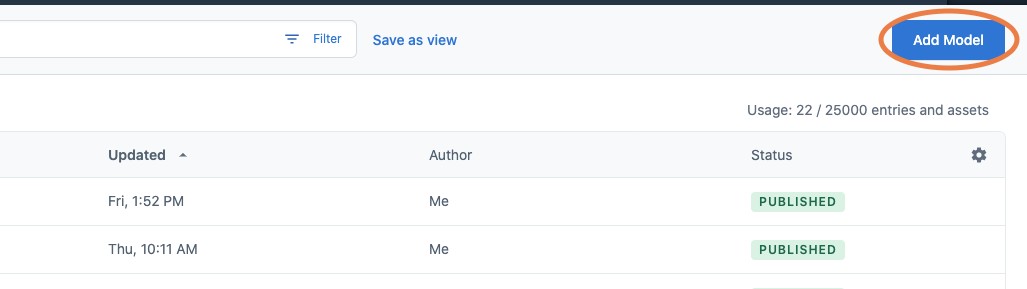 Filter Save as view Add Model
Usage: 22 / 25000 entries and assets
Updated Author Status
Fri, 1:52 PM Me PUBLISHED
Thu, 10:11 AM Me PUBLISHED